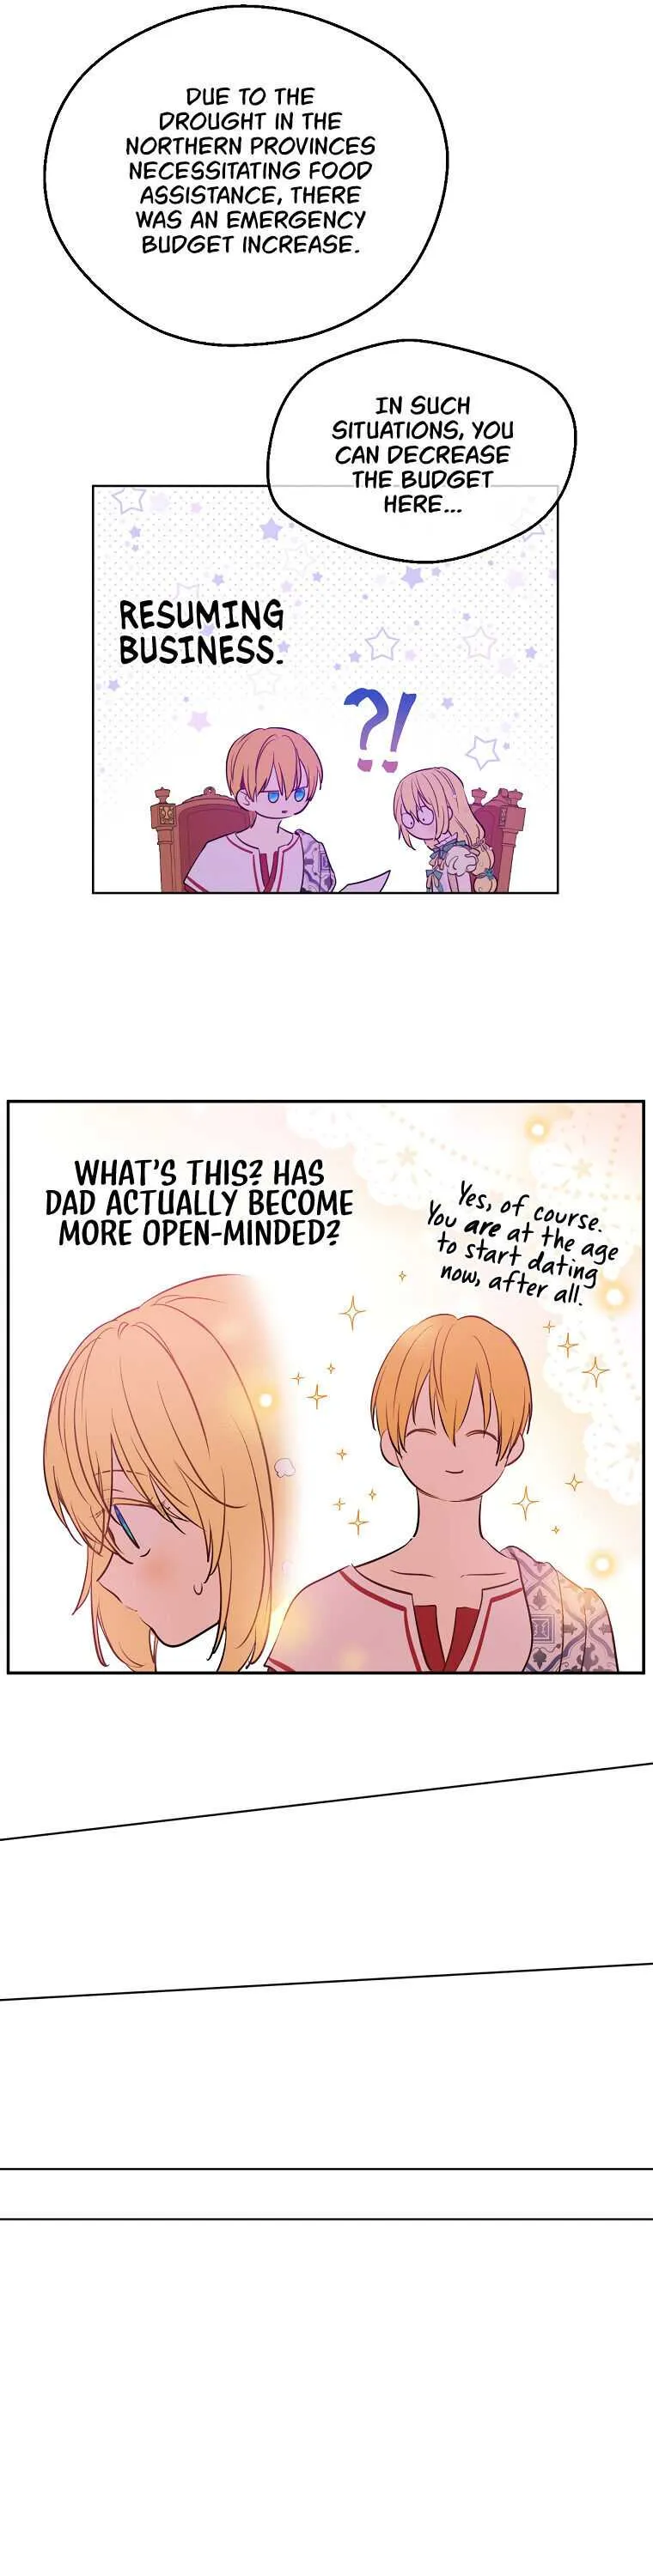 DUE TO THE
DROUGHT IN THE
NORTHERN PROVINCES
NECESSITATING FOOD
ASSISTANCE, THERE
WAS AN EMERGENCY
BUDGET INCREASE.
IN SUCH
SITUATIONS, YOU
CAN DECREASE
THE BUDGET
HERE...
RESUMING
BUSINESS.
?!
WHAT'S THIS? HAS
DAD ACTUALLY BECOME
MORE OPEN-MINDED?
Yes, of course.
You are at the age
to start dating
now, after all.